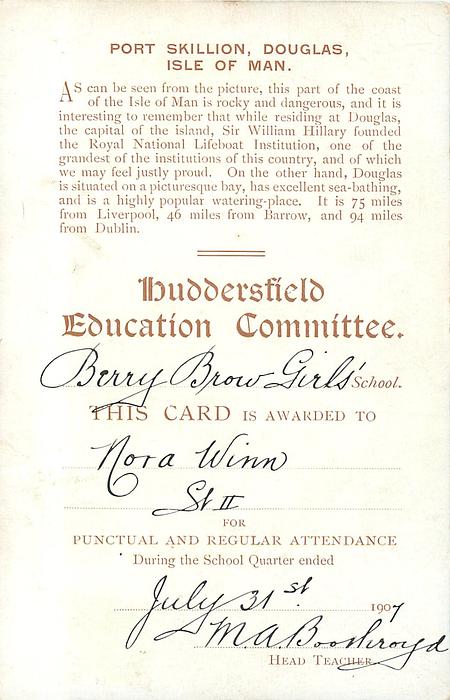 PORT SKILLION, DOUGLAS,
ISLE OF MAN.
AS can be seen from the picture, this part of the coast
of the Isle of Man is rocky and dangerous, and it is
interesting to remember that while residing at Douglas,
the capital of the island, Sir William Hillary founded
the Royal National Lifeboat Institution, one of the
grandest of the institutions of this country, and of which
we may feel justly proud. On the other hand, Douglas
is situated on a picturesque bay, has excellent sea-bathing,
and is a highly popular watering-place. It is 75 miles
from Liverpool, 46 miles from Barrow, and 94 miles
from Dublin.
Huddersfield
Education Committee.
Berry Brow Girls' School.
THIS CARD IS AWARDED TO
Nora Winn
St II
FOR
PUNCTUAL AND REGULAR ATTENDANCE
During the School Quarter ended
July 31st 1907
M. A. Boothroyd
HEAD TEACHER.